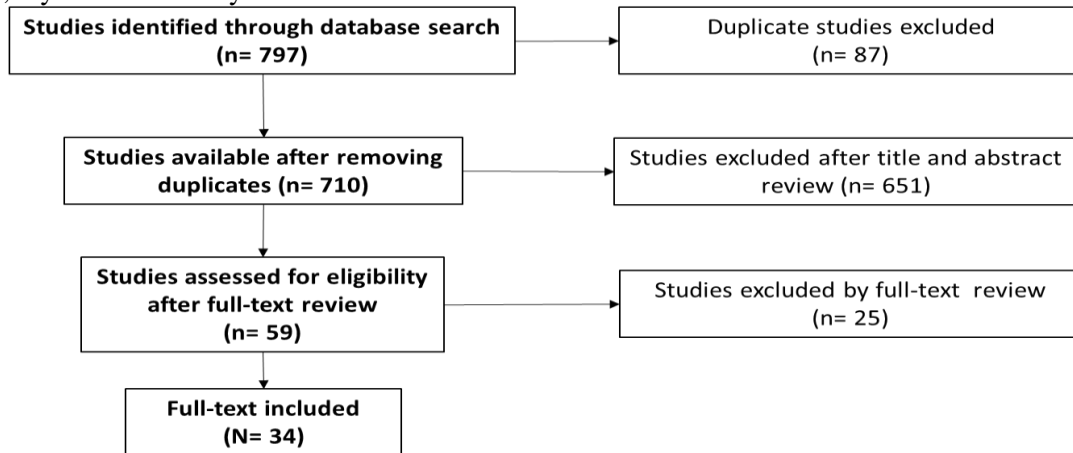 Studies identified through database search
(n= 797)
Duplicate studies excluded
(n= 87)
Studies available after removing
duplicates (n= 710)
Studies excluded after title and abstract
review (n= 651)
Studies assessed for eligibility
after full-text review
(n= 59)
Studies excluded by full-text review
(n= 25)
Full-text included
(N= 34)